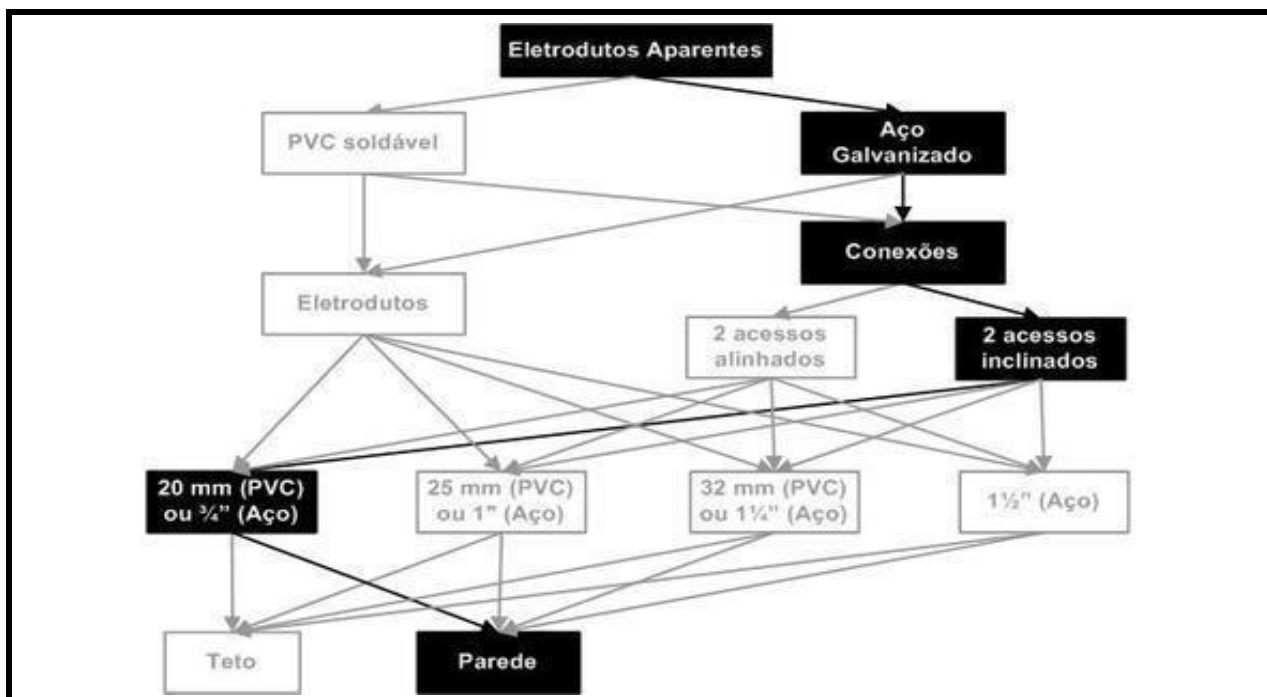 Eletrodutos Aparentes
PVC soldável
Aço
Galvanizado
Conexões
Eletrodutos
2 acessos
alinhados
2 acessos
inclinados
20 mm (PVC)
ou ¾” (Aço)
25 mm (PVC)
ou 1” (Aço)
32 mm (PVC)
ou 1¼” (Aço)
1½” (Aço)
Teto
Parede